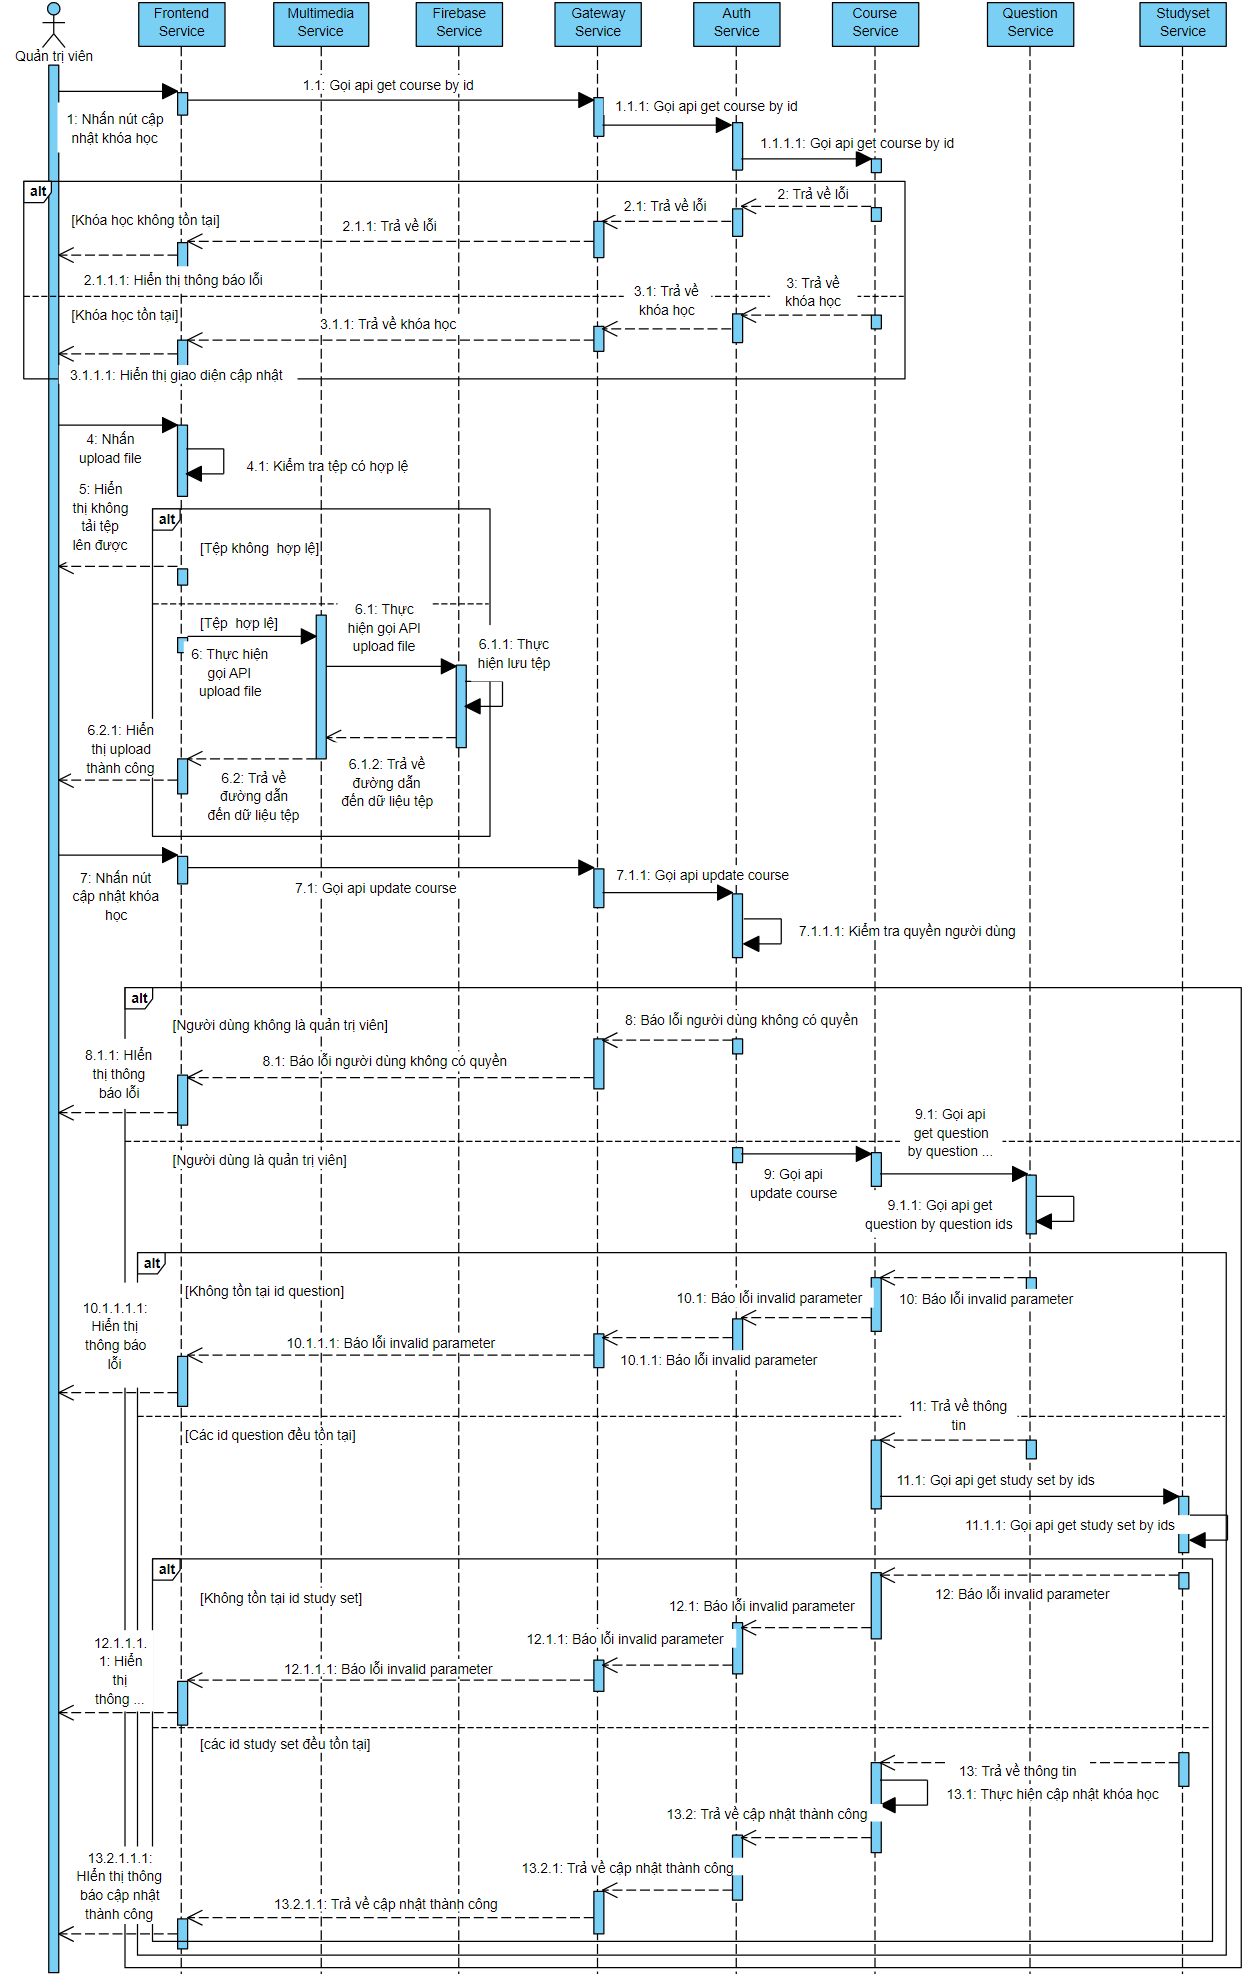 Frontend
Service
Multimedia
Service
Firebase
Service
Gateway
Service
Auth
Service
Course
Service
Question
Service
Studyset
Service
Quản trị viên
1: Nhấn nút cập
nhật khóa học
1.1: Gọi api get course by id
1.1.1: Gọi api get course by id
1.1.1.1: Gọi api get course by id
alt
[Khóa học không tồn tại]
2: Trả về lỗi
2.1: Trả về lỗi
2.1.1: Trả về lỗi
2.1.1.1: Hiển thị thông báo lỗi
[Khóa học tồn tại]
3: Trả về
khóa học
3.1: Trả về
khóa học
3.1.1: Trả về khóa học
3.1.1.1: Hiển thị giao diện cập nhật
4: Nhấn
upload file
4.1: Kiểm tra tệp có hợp lệ
5: Hiển
thị không
tải tệp
lên được
alt
[Tệp không  hợp lệ]
[Tệp  hợp lệ]
6: Thực hiện
gọi API
upload file
6.1: Thực
hiện gọi API
upload file
6.1.1: Thực
hiện lưu tệp
6.1.2: Trả về
đường dẫn
đến dữ liệu tệp
6.2: Trả về
đường dẫn
đến dữ liệu tệp
6.2.1: Hiển
thị upload
thành công
7: Nhấn nút
cập nhật khóa
học
7.1: Gọi api update course
7.1.1: Gọi api update course
7.1.1.1: Kiểm tra quyền người dùng
alt
[Người dùng không là quản trị viên]
8: Báo lỗi người dùng không có quyền
8.1: Báo lỗi người dùng không có quyền
8.1.1: HIển
thị thông
báo lỗi
[Người dùng là quản trị viên]
9: Gọi api
update course
9.1: Gọi api
get question
by question ...
9.1.1: Gọi api get
question by question ids
alt
[Không tồn tại id question]
10: Báo lỗi invalid parameter
10.1: Báo lỗi invalid parameter
10.1.1: Báo lỗi invalid parameter
10.1.1.1: Báo lỗi invalid parameter
10.1.1.1.1:
Hiển thị
thông báo
lỗi
[Các id question đều tồn tại]
11: Trả về thông
tin
11.1: Gọi api get study set by ids
11.1.1: Gọi api get study set by ids
alt
[Không tồn tại id study set]
12: Báo lỗi invalid parameter
12.1: Báo lỗi invalid parameter
12.1.1: Báo lỗi invalid parameter
12.1.1.1: Báo lỗi invalid parameter
12.1.1.1.
1: Hiển
thị
thông ...
[các id study set đều tồn tại]
13: Trả về thông tin
13.1: Thực hiện cập nhật khóa học
13.2: Trả về cập nhật thành công
13.2.1: Trả về cập nhật thành công
13.2.1.1: Trả về cập nhật thành công
13.2.1.1.1:
HIển thị thông
báo cập nhật
thành công